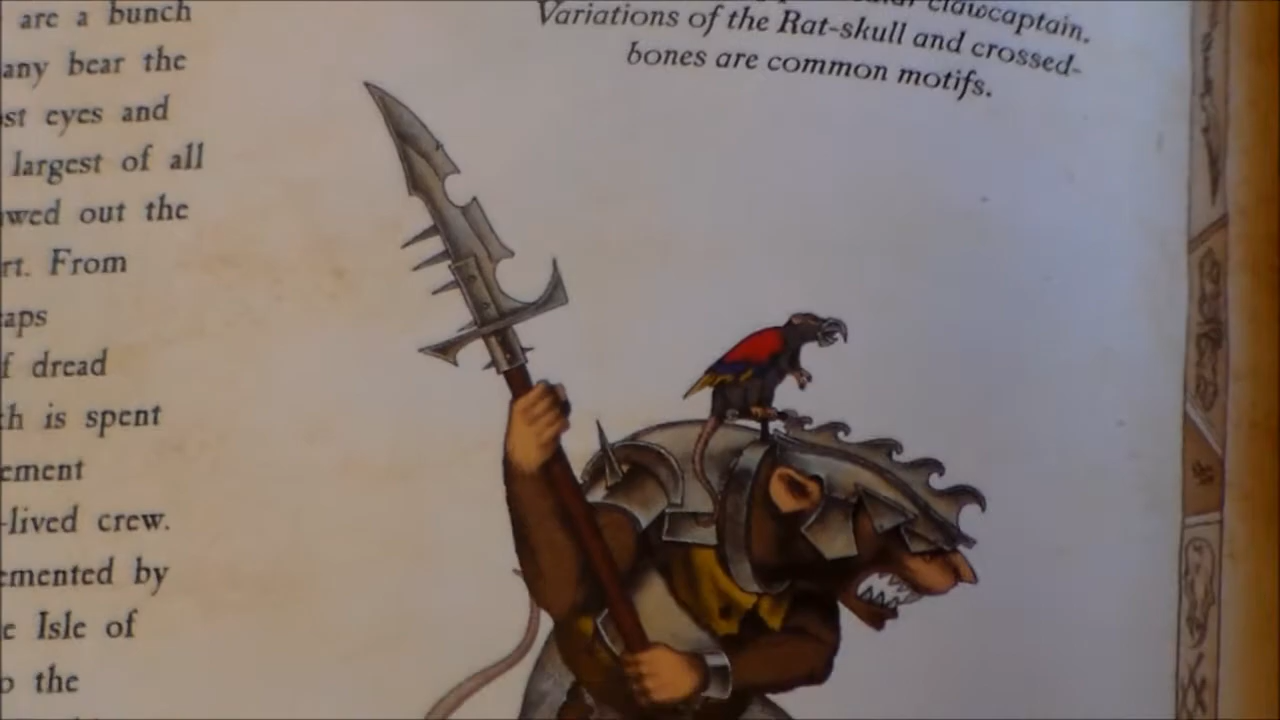 are a bunch
any bear the
st eyes and
largest of all
wed out the
rt. From
aps
f dread
h is spent
ement
-lived crew.
emented by
e Isle of
o the
clawcaptain.
Variations of the Rat-skull and crossed-
bones are common motifs.